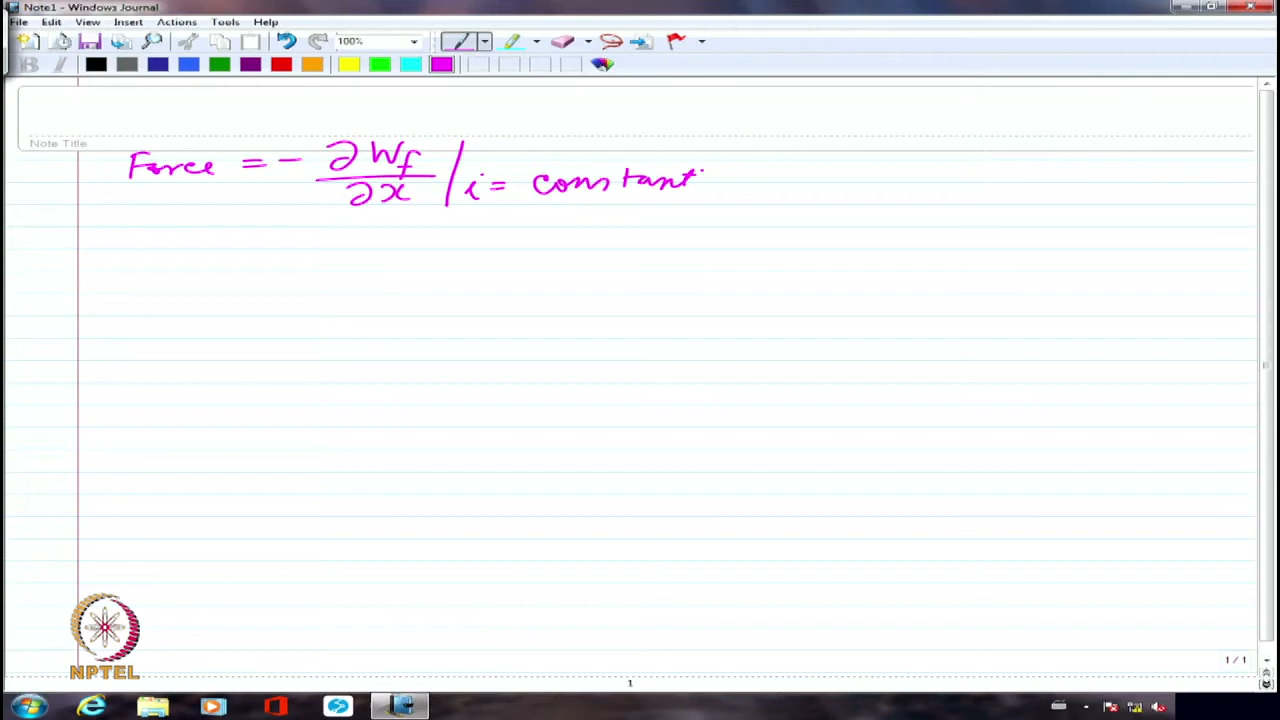 Note1 - Windows Journal
File Edit View Insert Actions Tools Help
100%
B I
Note Title
Force = - ∂W_f / ∂x | i = constant
NPTEL
1 / 1
1